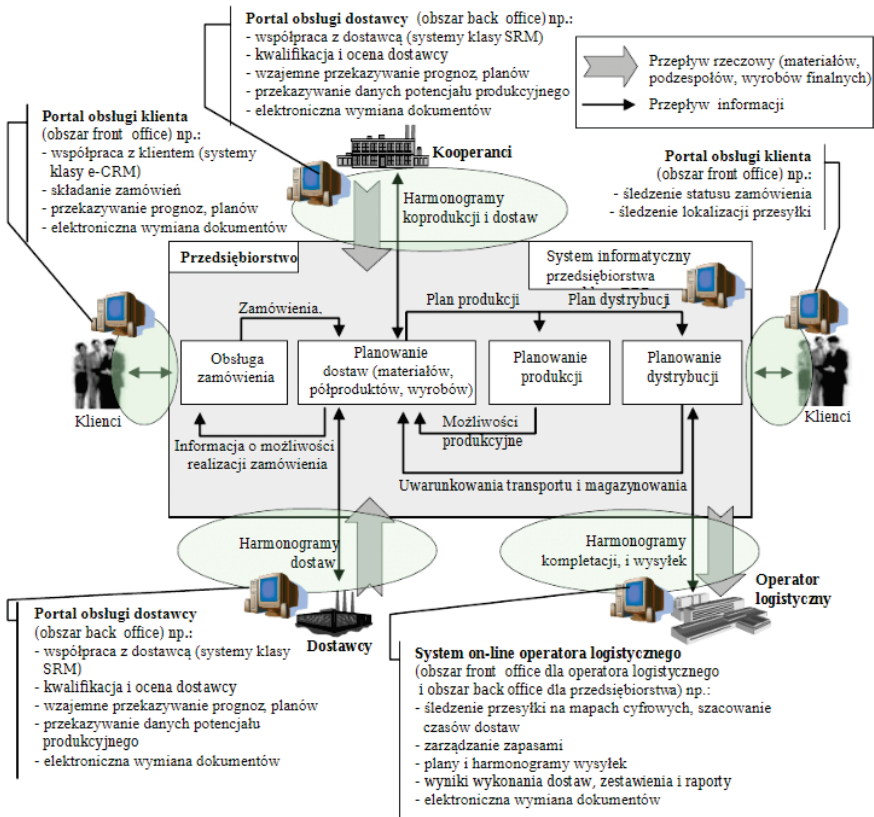 Portal obsługi dostawcy (obszar back office) np.:
- współpraca z dostawcą (systemy klasy SRM)
- kwalifikacja i ocena dostawcy
- wzajemne przekazywanie prognoz, planów
- przekazywanie danych potencjału produkcyjnego
- elektroniczna wymiana dokumentów
Przepływ rzeczowy (materiałów,
podzespołów, wyrobów finalnych)
Przepływ informacji
Portal obsługi klienta
(obszar front office) np.:
- współpraca z klientem (systemy
klasy e-CRM)
- składanie zamówień
- przekazywanie prognoz, planów
- elektroniczna wymiana dokumentów
Kooperanci
Portal obsługi klienta
(obszar front office) np.:
- śledzenie statusu zamówienia
- śledzenie lokalizacji przesyłki
Harmonogramy
koprodukcji i dostaw
Przedsiębiorstwo
System informatyczny
przedsiębiorstwa
Zamówienia.
Plan produkcji
Plan dystrybucji
Obsługa
zamówienia
Planowanie
dostaw (materiałów,
półproduktów, wyrobów)
Planowanie
produkcji
Planowanie
dystrybucji
Klienci
Klienci
Informacja o możliwości
realizacji zamówienia
Możliwości
produkcyjne
Uwarunkowania transportu i magazynowania
Harmonogramy
dostaw
Harmonogramy
kompletacji, i wysyłek
Dostawcy
Operator
logistyczny
Portal obsługi dostawcy
(obszar back office) np.:
- współpraca z dostawcą (systemy klasy
SRM)
- kwalifikacja i ocena dostawcy
- wzajemne przekazywanie prognoz, planów
- przekazywanie danych potencjału
produkcyjnego
- elektroniczna wymiana dokumentów
System on-line operatora logistycznego
(obszar front office dla operatora logistycznego
i obszar back office dla przedsiębiorstwa) np.:
- śledzenie przesyłki na mapach cyfrowych, szacowanie
czasów dostaw
- zarządzanie zapasami
- plany i harmonogramy wysyłek
- wyniki wykonania dostaw, zestawienia i raporty
- elektroniczna wymiana dokumentów